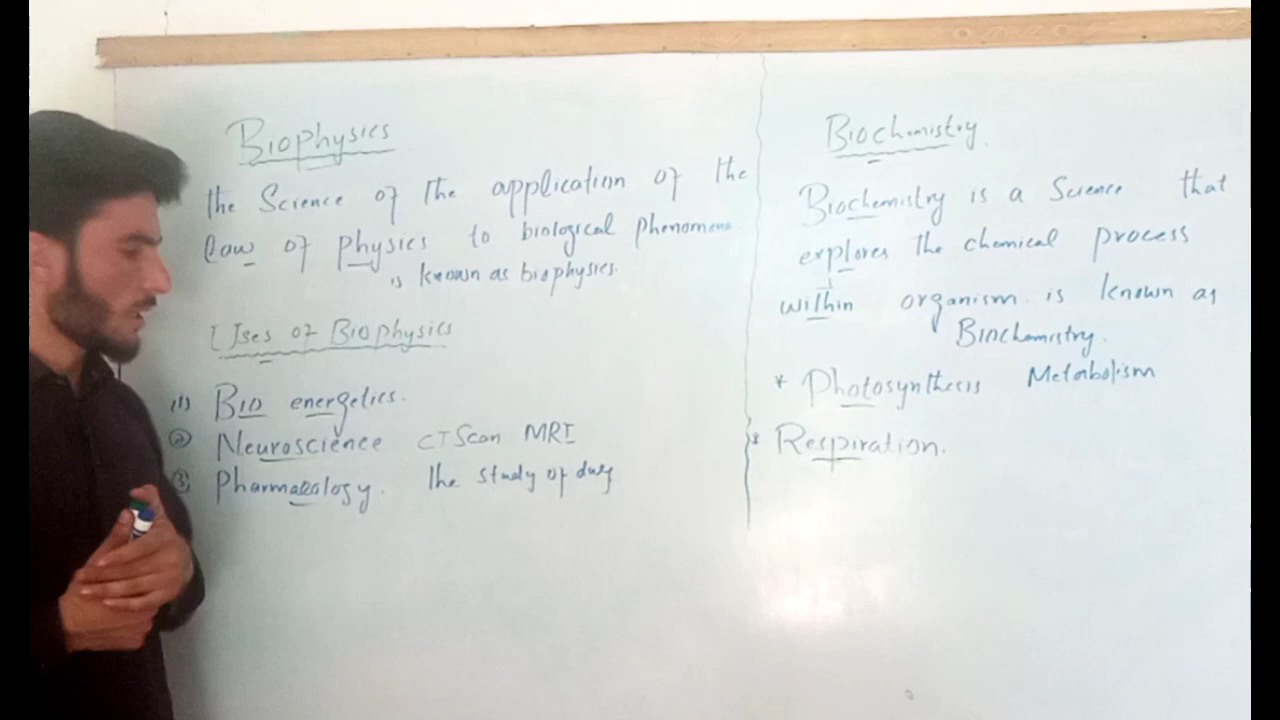 Biophysics
the Science of the application of the
law of physics to biological phenomena
is known as biophysics.
Uses of Biophysics
(1) Bio energetics.
(2) Neuroscience CT Scan MRI
(3) Pharmacology. the study of drug
Biochemistry
Biochemistry is a Science that
explores the chemical process
within organism is known as
Biochemistry.
* Photosynthesis Metabolism
* Respiration.